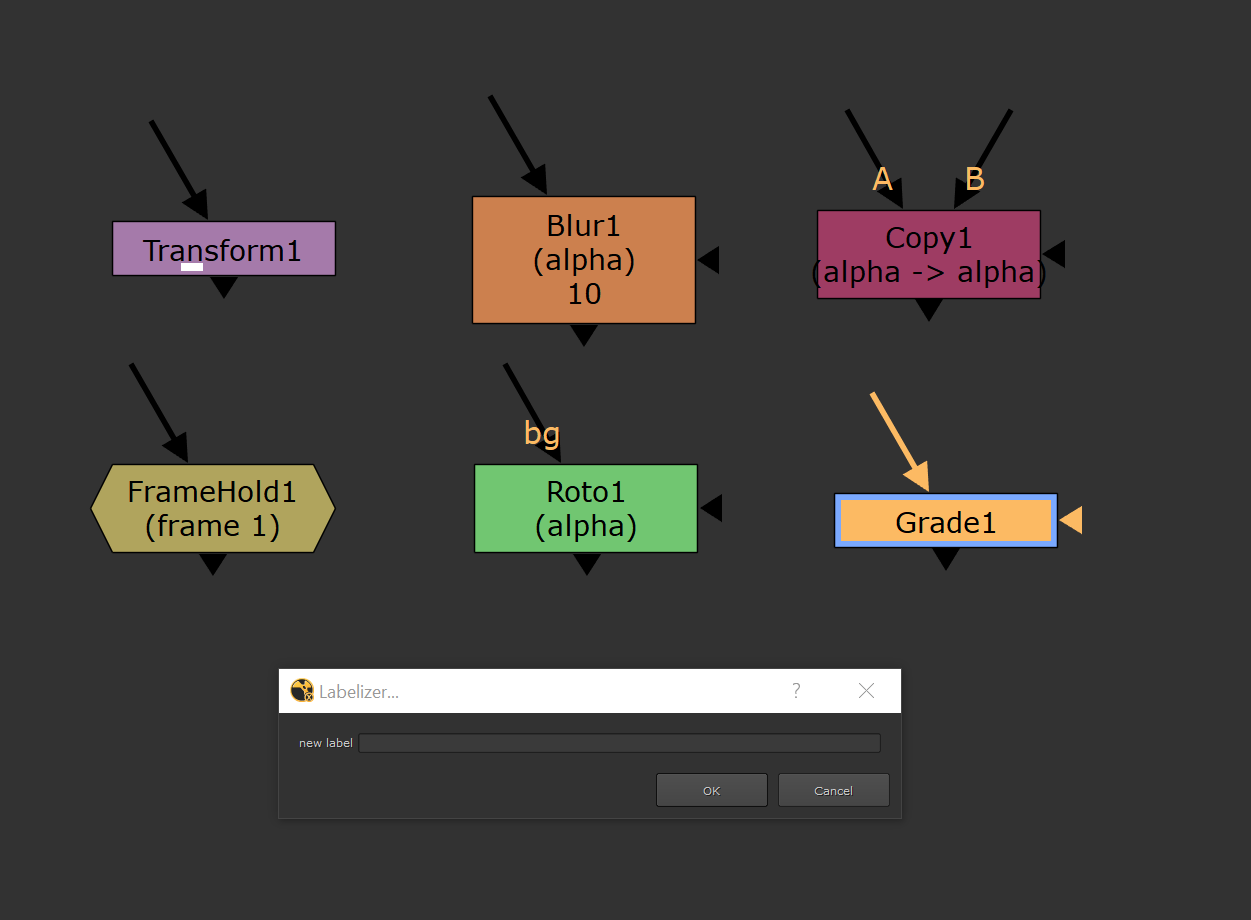 A
B
Transform1
Blur1
(alpha)
10
Copy1
(alpha -> alpha)
bg
FrameHold1
(frame 1)
Roto1
(alpha)
Grade1
Labelizer...
?
new label
OK
Cancel